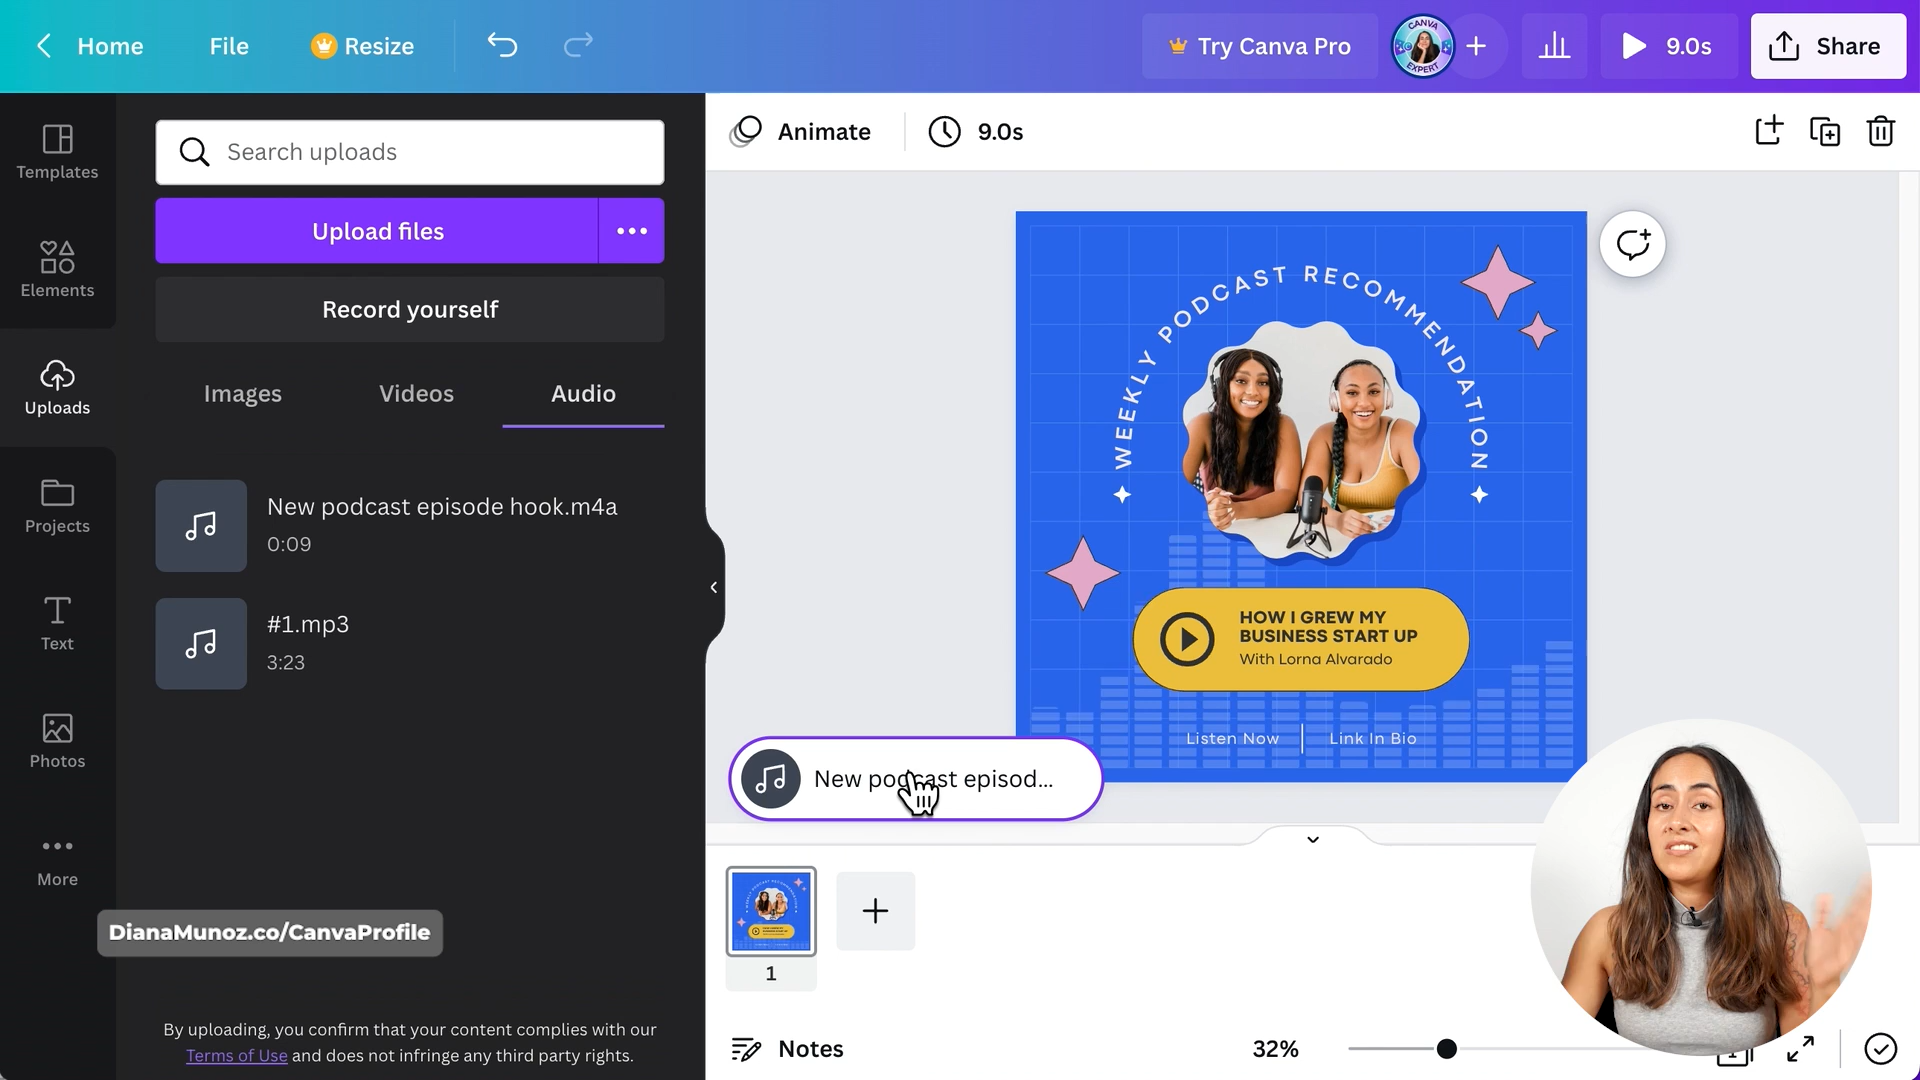 Home
File
Resize
Try Canva Pro
CANVA
EXPERT
9.0s
Share
Templates
Elements
Uploads
Projects
Text
Photos
More
Search uploads
Upload files
Record yourself
Images
Videos
Audio
New podcast episode hook.m4a
0:09
#1.mp3
3:23
DianaMunoz.co/CanvaProfile
By uploading, you confirm that your content complies with our
Terms of Use and does not infringe any third party rights.
Animate
9.0s
WEEKLY PODCAST RECOMMENDATION
HOW I GREW MY
BUSINESS START UP
With Lorna Alvarado
Listen Now
Link In Bio
New podcast episod...
1
Notes
32%